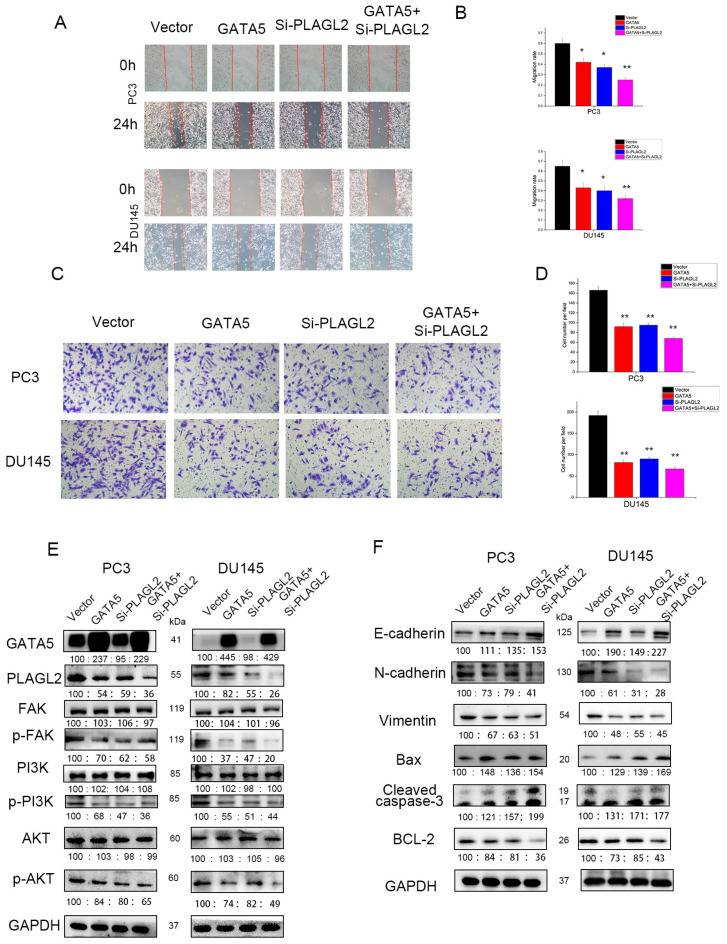 A
Vector
GATA5
Si-PLAGL2
GATA5+
Si-PLAGL2
0h
24h
PC3
0h
24h
DU145
B
Vector
GATA5
Si-PLAGL2
GATA5+Si-PLAGL2
Migration rate
* * **
PC3
Vector
GATA5
Si-PLAGL2
GATA5+Si-PLAGL2
Migration rate
* * **
DU145
C
Vector
GATA5
Si-PLAGL2
GATA5+
Si-PLAGL2
PC3
DU145
D
Vector
GATA5
Si-PLAGL2
GATA5+Si-PLAGL2
Cell number per field
** ** **
PC3
Vector
GATA5
Si-PLAGL2
GATA5+Si-PLAGL2
Cell number per field
** ** **
DU145
E
PC3
DU145
Vector
GATA5
Si-PLAGL2
GATA5+
Si-PLAGL2
kDa
Vector
GATA5
Si-PLAGL2
GATA5+
Si-PLAGL2
GATA5
41
100 : 237 : 95 : 229
100 : 445 : 98 : 429
PLAGL2
55
100 : 54 : 59 : 36
100 : 82 : 55 : 26
FAK
119
100 : 103 : 106 : 97
100 : 104 : 101 : 96
p-FAK
119
100 : 70 : 62 : 58
100 : 37 : 47 : 20
PI3K
85
100 : 102 : 104 : 108
100 : 102 : 98 : 100
p-PI3K
85
100 : 68 : 47 : 36
100 : 55 : 51 : 44
AKT
60
100 : 103 : 98 : 99
100 : 103 : 105 : 96
p-AKT
60
100 : 84 : 80 : 65
100 : 74 : 82 : 49
GAPDH
37
F
PC3
DU145
Vector
GATA5
Si-PLAGL2
GATA5+
Si-PLAGL2
kDa
Vector
GATA5
Si-PLAGL2
GATA5+
Si-PLAGL2
E-cadherin
125
100 : 111 : 135 : 153
100 : 190 : 149 : 227
N-cadherin
130
100 : 73 : 79 : 41
100 : 61 : 31 : 28
Vimentin
54
100 : 67 : 63 : 51
100 : 48 : 55 : 45
Bax
20
100 : 148 : 136 : 154
100 : 129 : 139 : 169
Cleaved
caspase-3
19
17
100 : 121 : 157 : 199
100 : 131 : 171 : 177
BCL-2
26
100 : 84 : 81 : 36
100 : 73 : 85 : 43
GAPDH
37